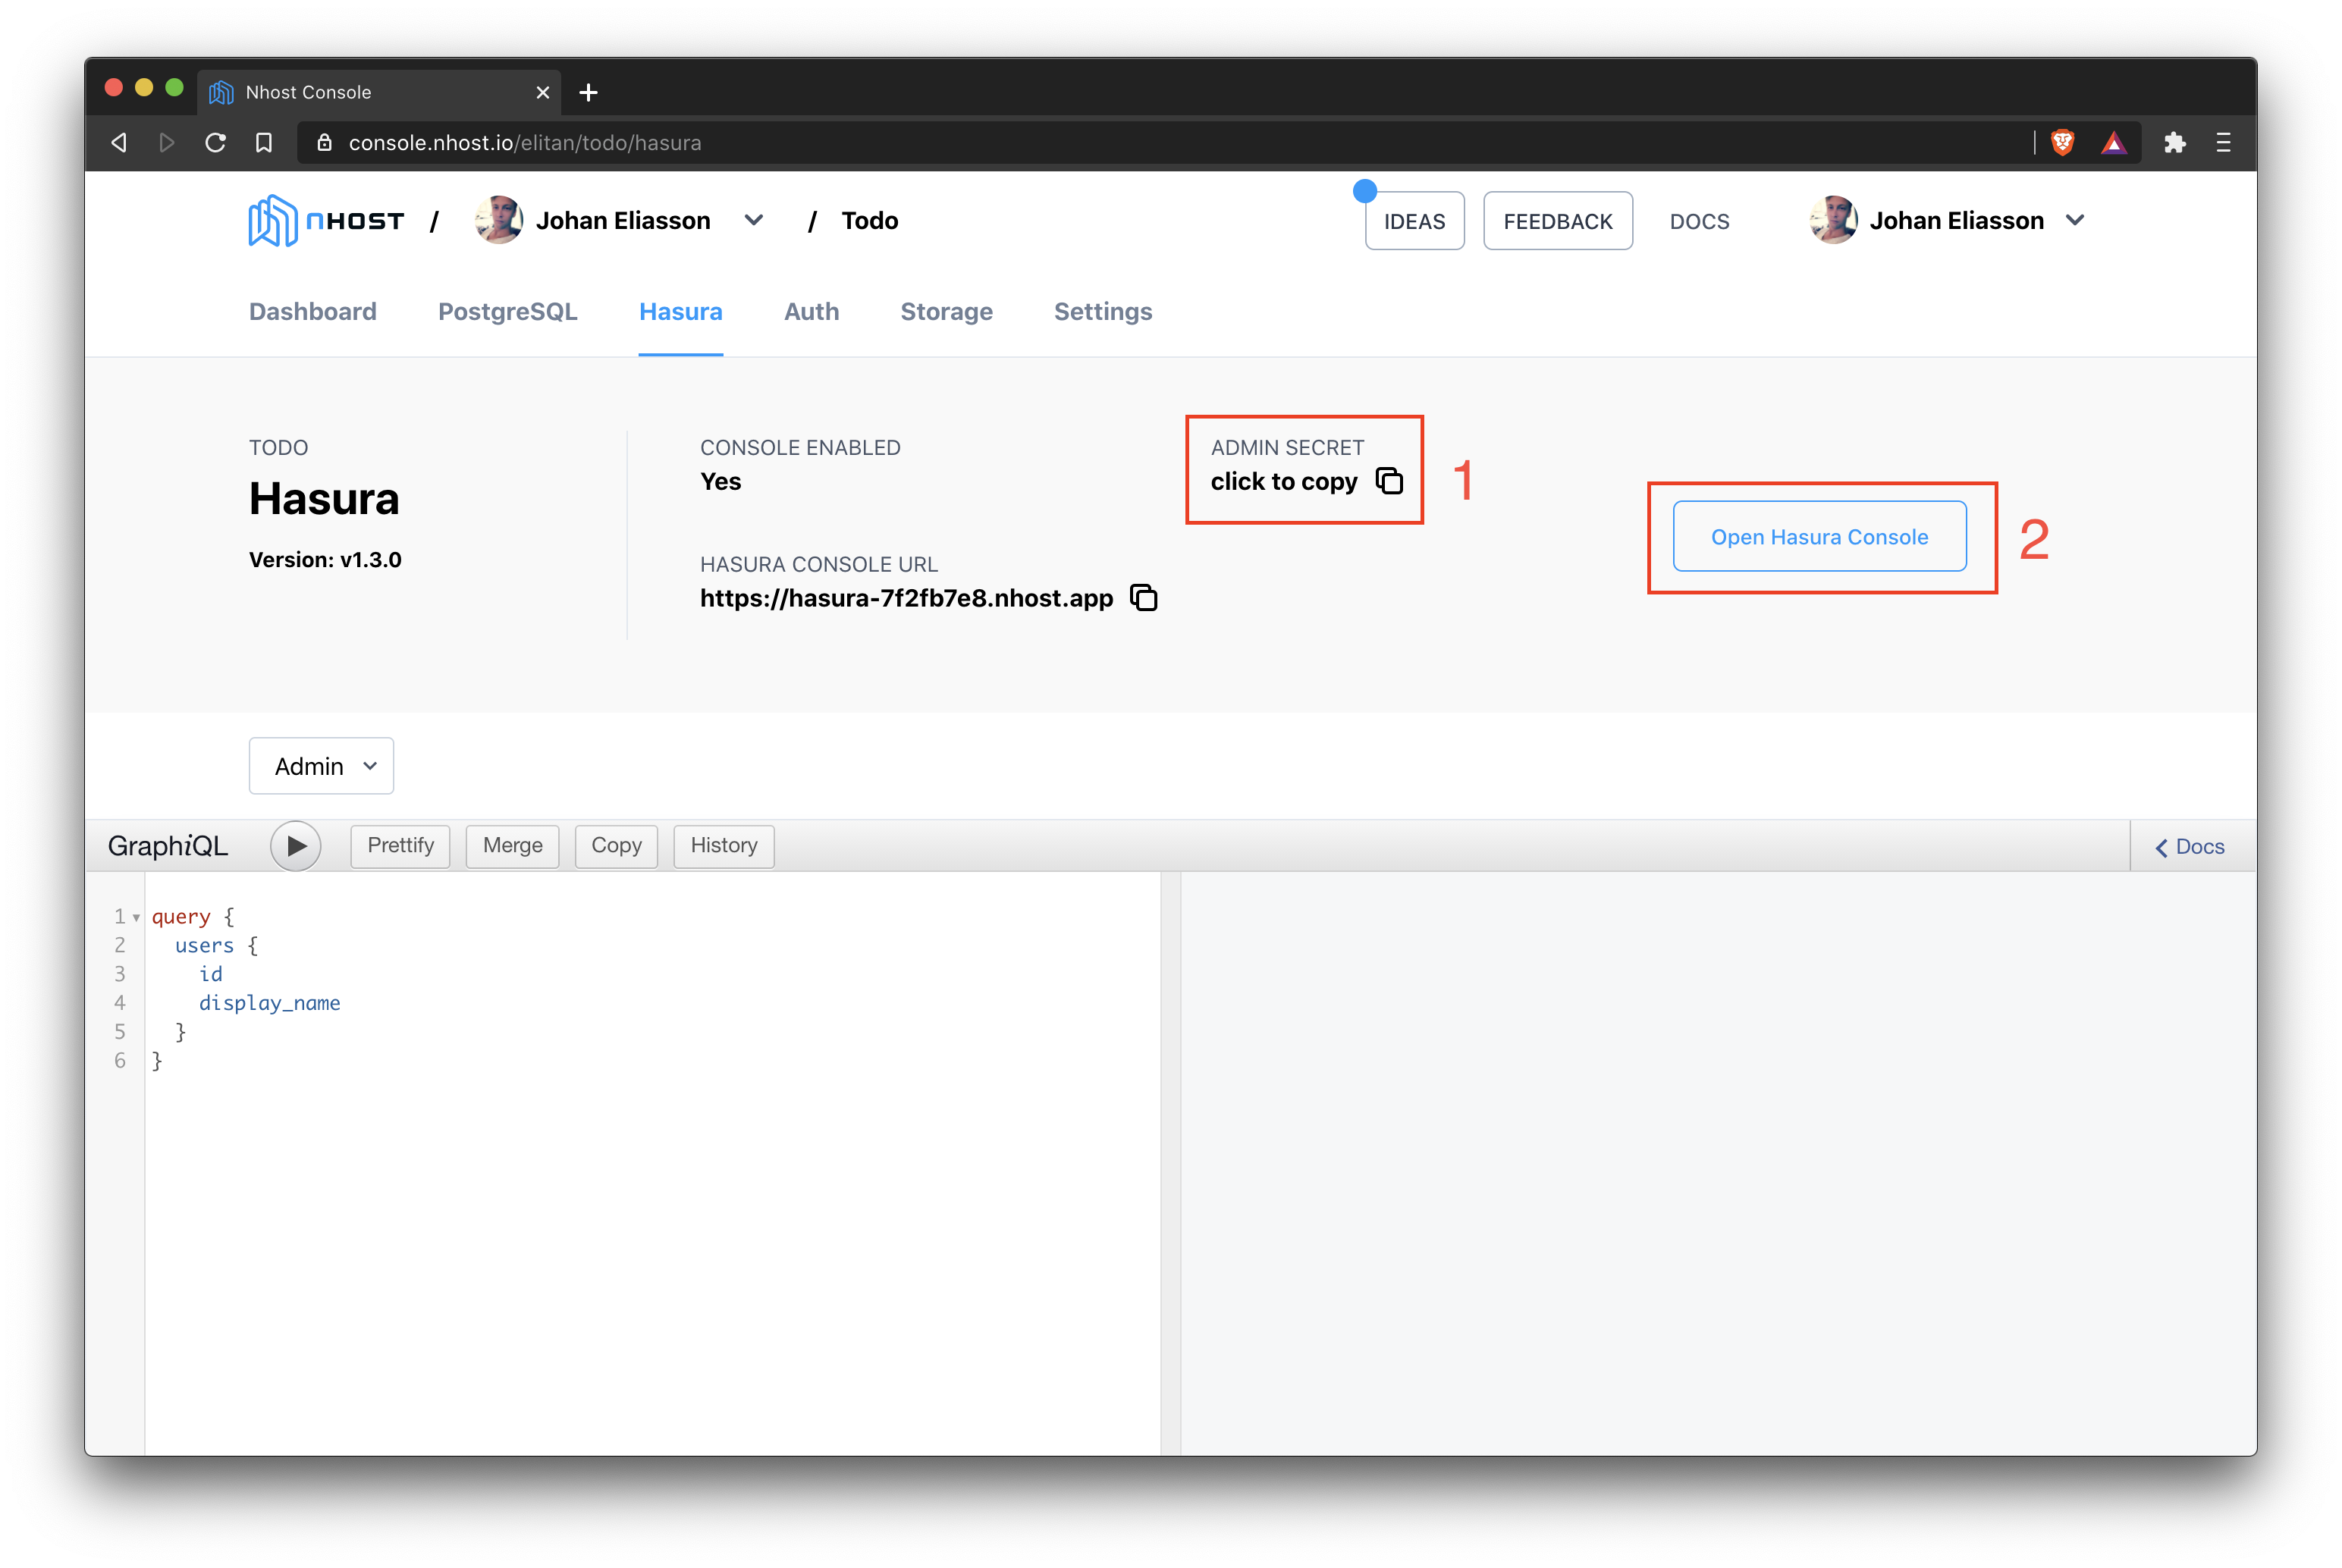 Nhost Console
console.nhost.io/elitan/todo/hasura
nHOST / Johan Eliasson / Todo
IDEAS FEEDBACK DOCS Johan Eliasson
Dashboard PostgreSQL Hasura Auth Storage Settings
TODO
Hasura
Version: v1.3.0
CONSOLE ENABLED
Yes
HASURA CONSOLE URL
https://hasura-7f2fb7e8.nhost.app
ADMIN SECRET
click to copy
1
Open Hasura Console
2
Admin
GraphiQL Prettify Merge Copy History Docs
1 query {
2 users {
3 id
4 display_name
5 }
6 }